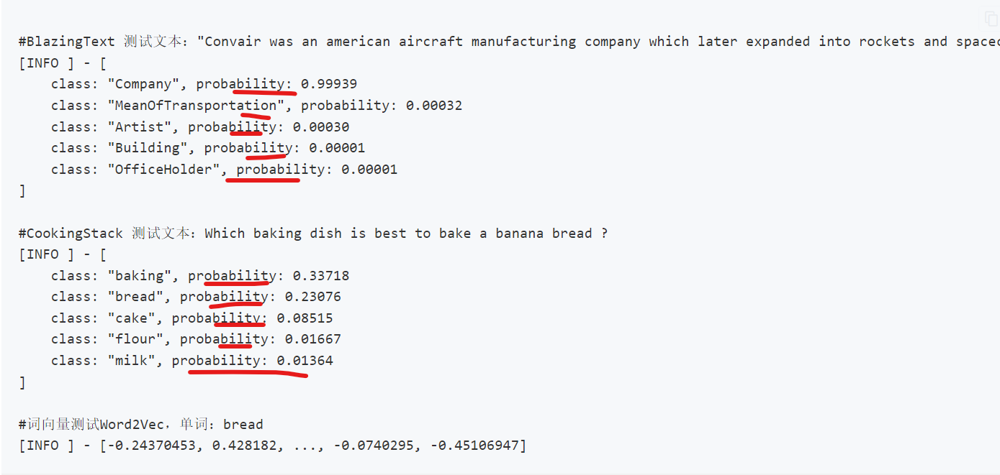 #BlazingText 测试文本："Convair was an american aircraft manufacturing company which later expanded into rockets and
[INFO ] - [
class: "Company", probability: 0.99939
class: "MeanOfTransportation", probability: 0.00032
class: "Artist", probability: 0.00030
class: "Building", probability: 0.00001
class: "OfficeHolder", probability: 0.00001
]
#CookingStack 测试文本：Which baking dish is best to bake a banana bread ?
[INFO ] - [
class: "baking", probability: 0.33718
class: "bread", probability: 0.23076
class: "cake", probability: 0.08515
class: "flour", probability: 0.01667
class: "milk", probability: 0.01364
]
#词向量测试Word2Vec，单词：bread
[INFO ] - [-0.24370453, 0.428182, ..., -0.0740295, -0.45106947]